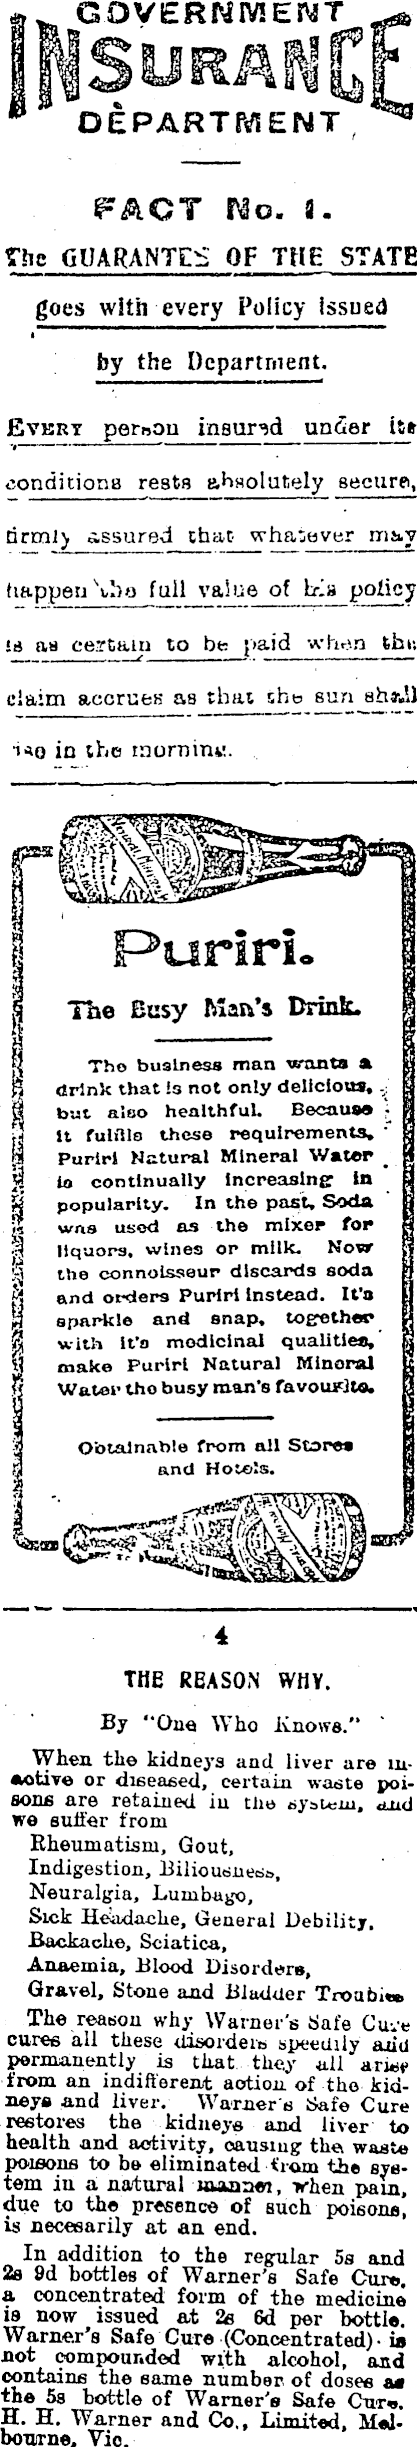 GOVERNMENT
INSURANCE
DEPARTMENT
FACT No. 1.
The GUARANTEE OF THE STATE
goes with every Policy issued
by the Department.
EVERY person insured under its
conditions rests absolutely secure,
firmly assured that whatever may
happen the full value of his policy
is as certain to be paid when the
claim accrues as that the sun shall
rise in the morning.
Puriri.
The Busy Man's Drink.
The business man wants a
drink that is not only delicious,
but also healthful. Because
it fulfils these requirements,
Puriri Natural Mineral Water
is continually increasing in
popularity. In the past, Soda
was used as the mixer for
liquors, wines or milk. Now
the connoisseur discards soda
and orders Puriri instead. It's
sparkle and snap, together
with it's medicinal qualities,
make Puriri Natural Mineral
Water the busy man's favourite.
Obtainable from all Stores
and Hotels.
4
THE REASON WHY.
By "One Who Knows."
When the kidneys and liver are in-
active or diseased, certain waste poi-
sons are retained in the system, and
we suffer from
Rheumatism, Gout,
Indigestion, Biliousness,
Neuralgia, Lumbago,
Sick Headache, General Debility,
Backache, Sciatica,
Anaemia, Blood Disorders,
Gravel, Stone and Bladder Troubles
The reason why Warner's Safe Cure
cures all these disorders speedily and
permanently is that they all arise
from an indifferent action of the kid-
neys and liver. Warner's Safe Cure
restores the kidneys and liver to
health and activity, causing the waste
poisons to be eliminated from the sys-
tem in a natural manner, when pain,
due to the presence of such poisons,
is necesarily at an end.
In addition to the regular 5s and
2s 9d bottles of Warner's Safe Cure,
a concentrated form of the medicine
is now issued at 2s 6d per bottle.
Warner's Safe Cure (Concentrated) is
not compounded with alcohol, and
contains the same number of doses as
the 5s bottle of Warner's Safe Cure.
H. H. Warner and Co., Limited, Mel-
bourne, Vic.